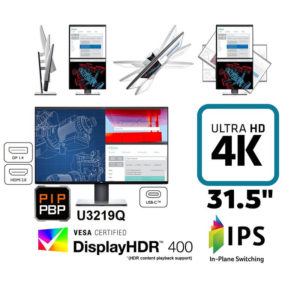 DP 1.4
HDMI 2.0
USB-C™
PIP
PBP
U3219Q
VESA CERTIFIED
DisplayHDR™ 400
*(HDR content playback support)
ULTRA HD
4K
31.5"
IPS
In-Plane Switching